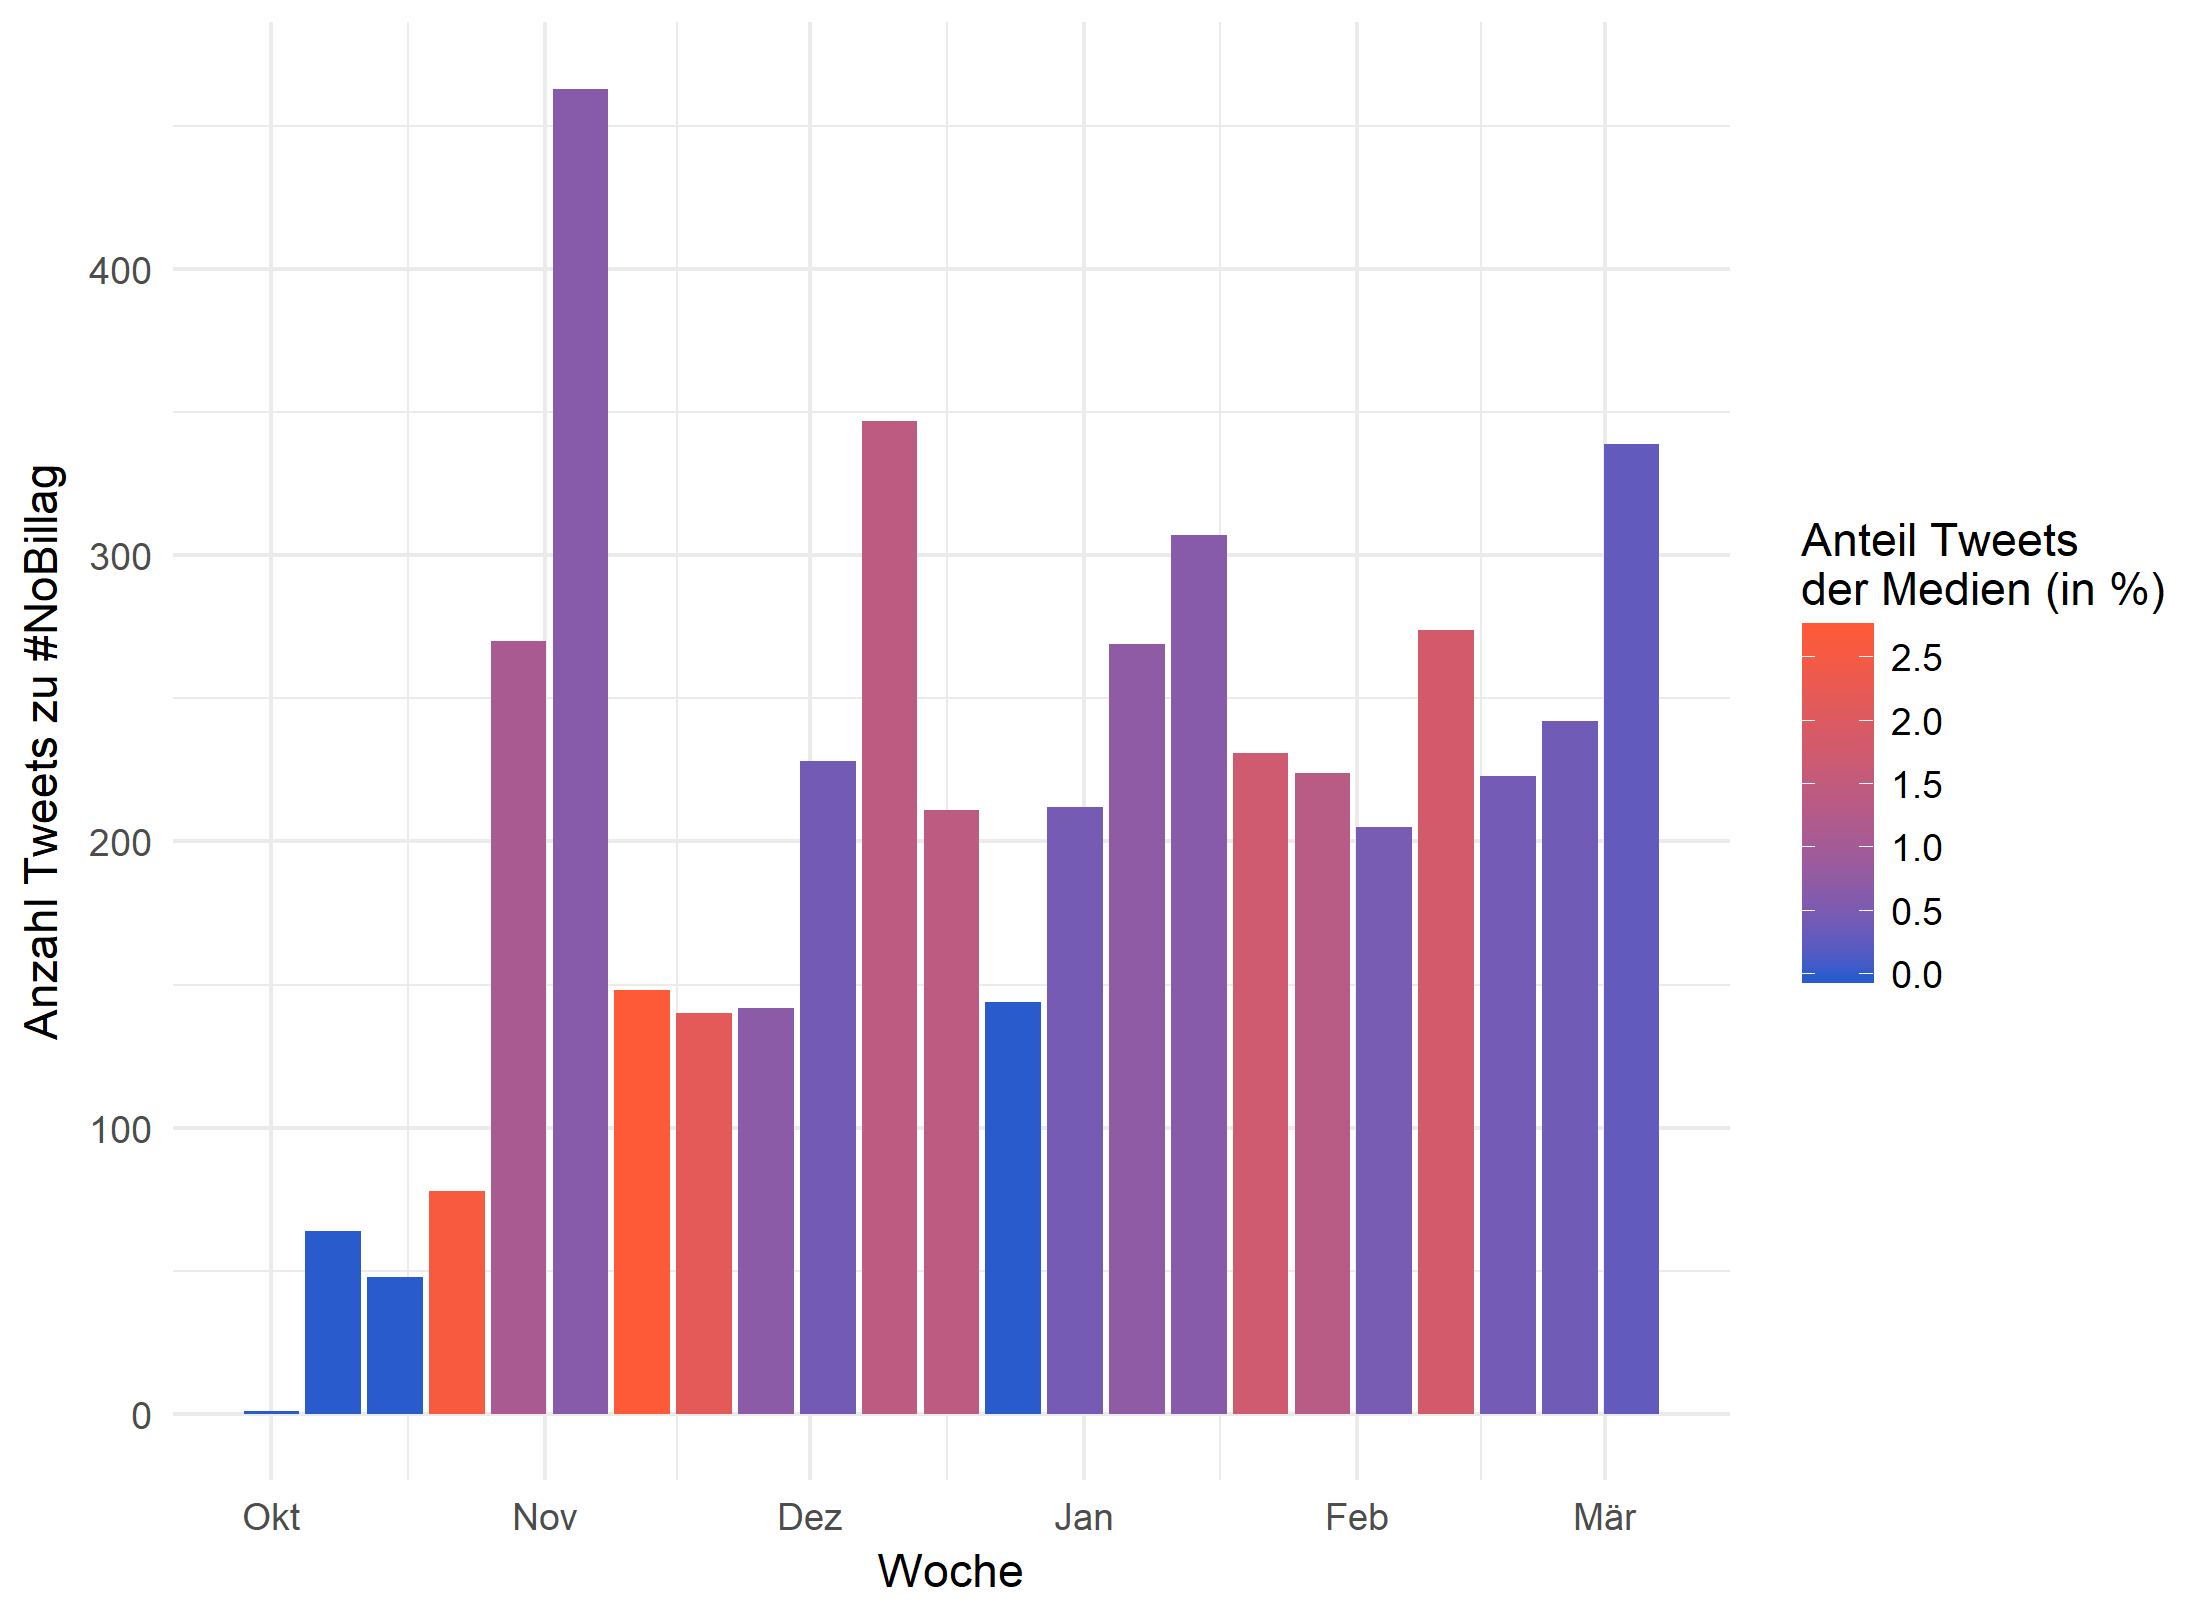 Anzahl Tweets zu #NoBillag
400
300
200
100
0
Okt Nov Dez Jan Feb Mär
Woche
Anteil Tweets
der Medien (in %)
2.5
2.0
1.5
1.0
0.5
0.0